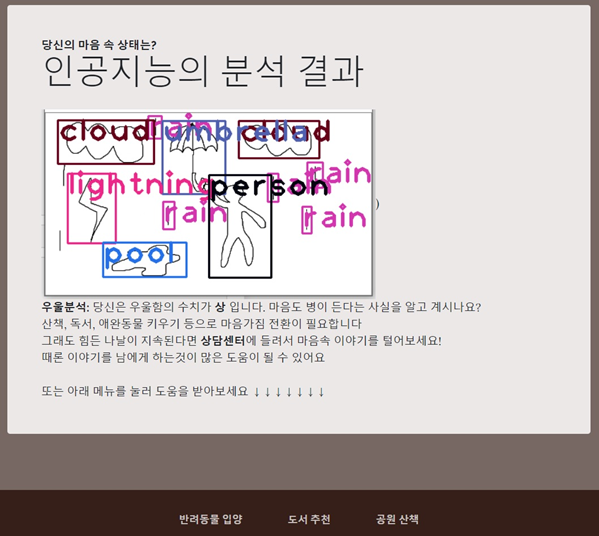 당신의 마음 속 상태는?
인공지능의 분석 결과
cloud rain umbrella cloud
lightning person rain rain
rain rain
)
pool
우울분석: 당신은 우울함의 수치가 상 입니다. 마음도 병이 든다는 사실을 알고 계시나요?
산책, 독서, 애완동물 키우기 등으로 마음가짐 전환이 필요합니다
그래도 힘든 나날이 지속된다면 상담센터에 들려서 마음속 이야기를 털어보세요!
때론 이야기를 남에게 하는것이 많은 도움이 될 수 있어요
또는 아래 메뉴를 눌러 도움을 받아보세요 ↓ ↓ ↓ ↓ ↓ ↓ ↓
반려동물 입양 도서 추천 공원 산책